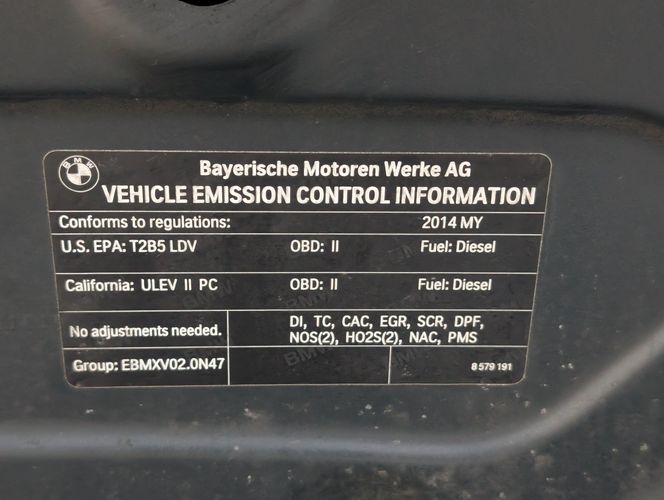 BMW
Bayerische Motoren Werke AG
VEHICLE EMISSION CONTROL INFORMATION
Conforms to regulations: 2014 MY
U.S. EPA: T2B5 LDV OBD: II Fuel: Diesel
California: ULEV II PC OBD: II Fuel: Diesel
No adjustments needed. DI, TC, CAC, EGR, SCR, DPF,
NOS(2), HO2S(2), NAC, PMS
Group: EBMXV02.0N47 8 579 191